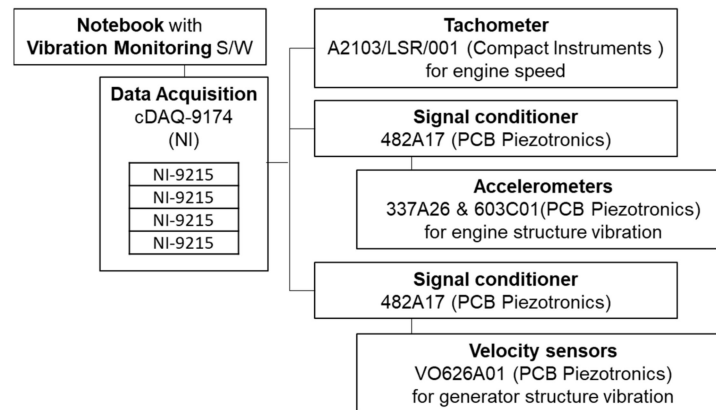 Notebook with
Vibration Monitoring S/W
Data Acquisition
cDAQ-9174
(NI)
NI-9215
NI-9215
NI-9215
NI-9215
Tachometer
A2103/LSR/001 (Compact Instruments )
for engine speed
Signal conditioner
482A17 (PCB Piezotronics)
Accelerometers
337A26 & 603C01(PCB Piezotronics)
for engine structure vibration
Signal conditioner
482A17 (PCB Piezotronics)
Velocity sensors
VO626A01 (PCB Piezotronics)
for generator structure vibration